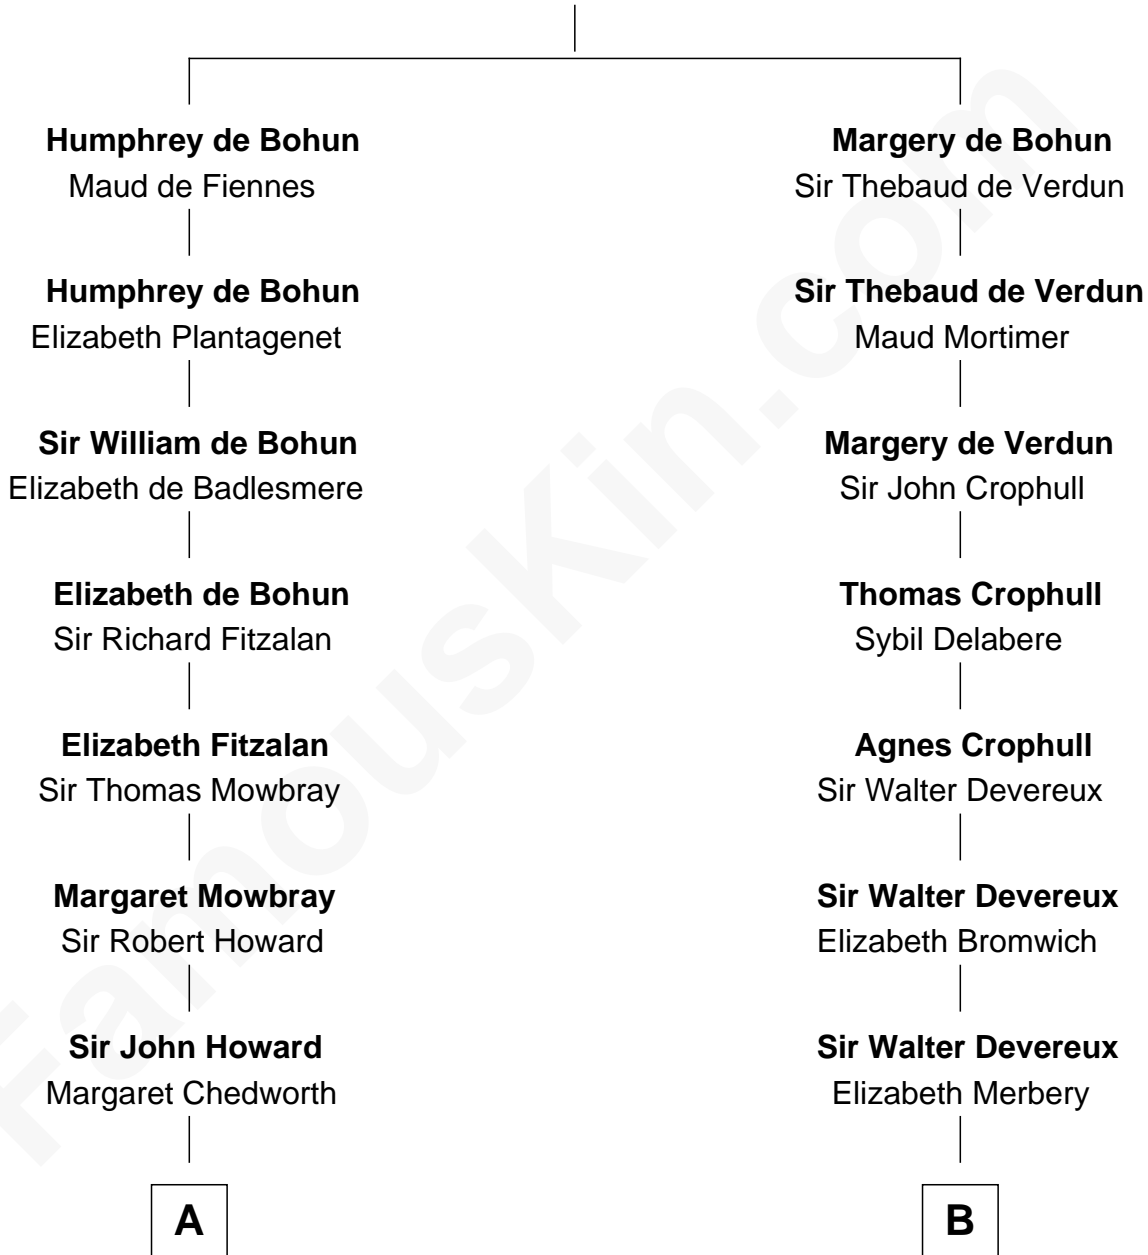 Humphrey de Bohun
Maud de Fiennes
Humphrey de Bohun
Elizabeth Plantagenet
Sir William de Bohun
Elizabeth de Badlesmere
Elizabeth de Bohun
Sir Richard Fitzalan
Elizabeth Fitzalan
Sir Thomas Mowbray
Margaret Mowbray
Sir Robert Howard
Sir John Howard
Margaret Chedworth
A
Margery de Bohun
Sir Thebaud de Verdun
Sir Thebaud de Verdun
Maud Mortimer
Margery de Verdun
Sir John Crophull
Thomas Crophull
Sybil Delabere
Agnes Crophull
Sir Walter Devereux
Sir Walter Devereux
Elizabeth Bromwich
Sir Walter Devereux
Elizabeth Merbery
B
FamousKin.com